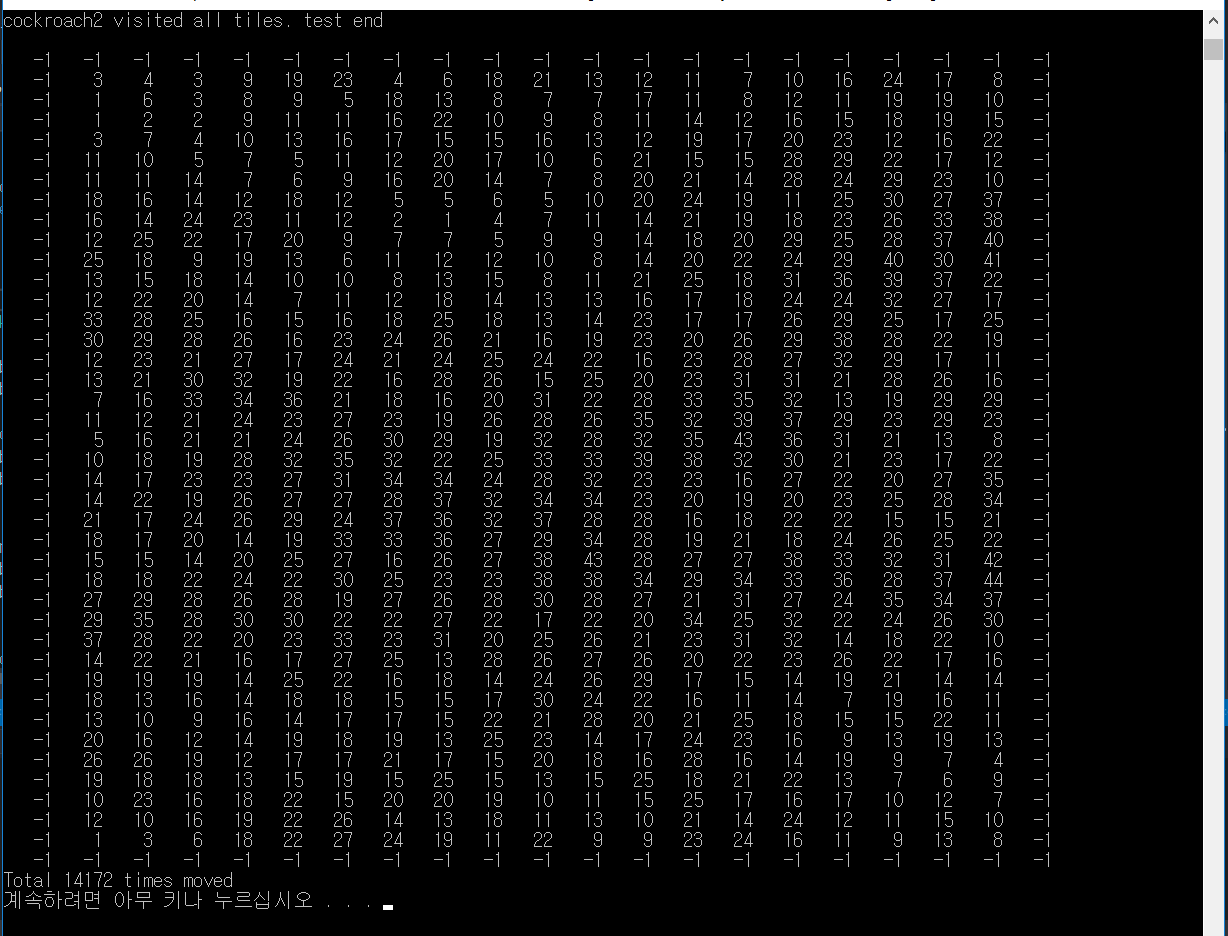 cockroach2 visited all tiles. test end
-1 -1 -1 -1 -1 -1 -1 -1 -1 -1 -1 -1 -1 -1 -1 -1 -1 -1 -1 -1 -1
-1 3 4 3 9 19 23 4 6 18 21 13 12 11 7 10 16 24 17 8 -1
-1 1 6 3 8 9 5 18 13 8 7 7 17 11 8 12 11 19 19 10 -1
-1 1 2 2 9 11 11 16 22 10 9 8 11 14 12 16 15 18 19 15 -1
-1 3 7 4 10 13 16 17 15 15 16 13 12 19 17 20 23 12 16 22 -1
-1 11 10 5 7 5 11 12 20 17 10 6 21 15 15 28 29 22 17 12 -1
-1 11 11 14 7 6 9 16 20 14 7 8 20 21 14 28 24 29 23 10 -1
-1 18 16 14 12 18 12 5 5 6 5 10 20 24 19 11 25 30 27 37 -1
-1 16 14 24 23 11 12 2 1 4 7 11 14 21 19 18 23 26 33 38 -1
-1 12 25 22 17 20 9 7 7 5 9 9 14 18 20 29 25 28 37 40 -1
-1 25 18 9 19 13 6 11 12 12 10 8 14 20 22 24 29 40 30 41 -1
-1 13 15 18 14 10 10 8 13 15 8 11 21 25 18 31 36 39 37 22 -1
-1 12 22 20 14 7 11 12 18 14 13 13 16 17 18 24 24 32 27 17 -1
-1 33 28 25 16 15 16 18 25 18 13 14 23 17 17 26 29 25 17 25 -1
-1 30 29 28 26 16 23 24 26 21 16 19 23 20 26 29 38 28 22 19 -1
-1 12 23 21 27 17 24 21 24 25 24 22 16 23 28 27 32 29 17 11 -1
-1 13 21 30 32 19 22 16 28 26 15 25 20 23 31 31 21 28 26 16 -1
-1 7 16 33 34 36 21 18 16 20 31 22 28 33 35 32 13 19 29 29 -1
-1 11 12 21 24 23 27 23 19 26 28 26 35 32 39 37 29 23 29 23 -1
-1 5 16 21 21 24 26 30 29 19 32 28 32 35 43 36 31 21 13 8 -1
-1 10 18 19 28 32 35 32 22 25 33 33 39 38 32 30 21 23 17 22 -1
-1 14 17 23 23 27 31 34 34 24 28 32 23 23 16 27 22 20 27 35 -1
-1 14 22 19 26 27 27 28 37 32 34 34 23 20 19 20 23 25 28 34 -1
-1 21 17 24 26 29 24 37 36 32 37 28 28 16 18 22 22 15 15 21 -1
-1 18 17 20 14 19 33 33 36 27 29 34 28 19 21 18 24 26 25 22 -1
-1 15 15 14 20 25 27 16 26 27 38 43 28 27 27 38 33 32 31 42 -1
-1 18 18 22 24 22 30 25 23 23 38 38 34 29 34 33 36 28 37 44 -1
-1 27 29 28 26 28 19 27 26 28 30 28 27 21 31 27 24 35 34 37 -1
-1 29 35 28 30 30 22 22 27 22 17 22 20 34 25 32 22 24 26 30 -1
-1 37 28 22 20 23 33 23 31 20 25 26 21 23 31 32 14 18 22 10 -1
-1 14 22 21 16 17 27 25 13 28 26 27 26 20 22 23 26 22 17 16 -1
-1 19 19 19 14 25 22 16 18 14 24 26 29 17 15 14 19 21 14 14 -1
-1 18 13 16 14 18 18 15 15 17 30 24 22 16 11 14 7 19 16 11 -1
-1 13 10 9 16 14 17 17 15 22 21 28 20 21 25 18 15 15 22 11 -1
-1 20 16 12 14 19 18 19 13 25 23 14 17 24 23 16 9 13 19 13 -1
-1 26 26 19 12 17 17 21 17 15 20 18 16 28 16 14 19 9 7 4 -1
-1 19 18 18 13 15 19 15 25 15 13 15 25 18 21 22 13 7 6 9 -1
-1 10 23 16 18 22 15 20 20 19 10 11 15 25 17 16 17 10 12 7 -1
-1 12 10 16 19 22 26 14 13 18 11 13 10 21 14 24 12 11 15 10 -1
-1 1 3 6 18 22 27 24 19 11 22 9 9 23 24 16 11 9 13 8 -1
-1 -1 -1 -1 -1 -1 -1 -1 -1 -1 -1 -1 -1 -1 -1 -1 -1 -1 -1 -1 -1
Total 14172 times moved
계속하려면 아무 키나 누르십시오 . . .